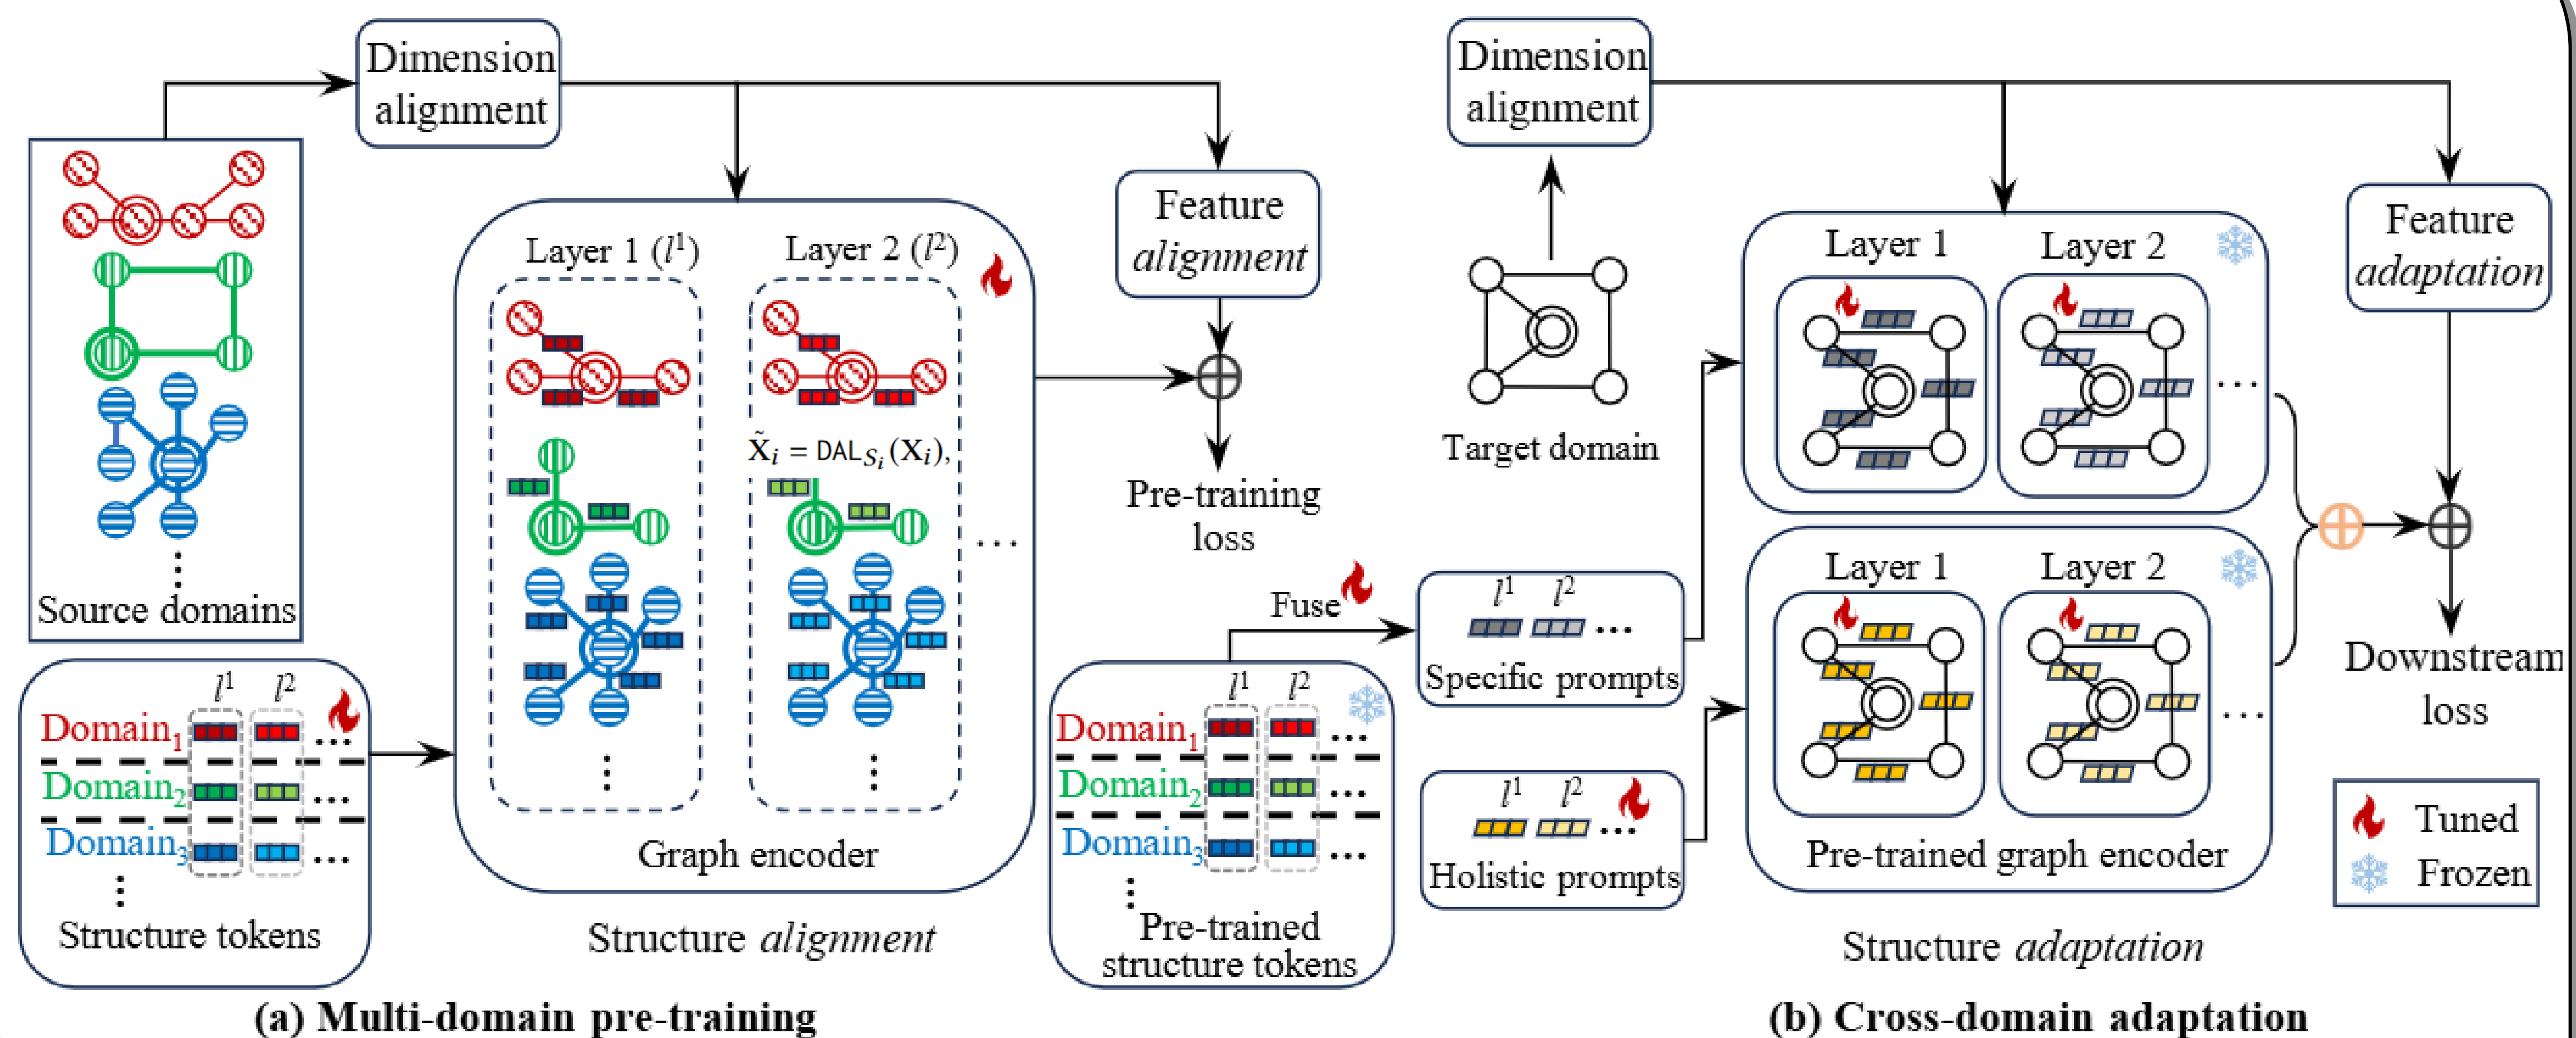 Dimension
alignment
Source domains
Layer 1 (l¹)
Layer 2 (l²)
X̃ᵢ = DAL_{Sᵢ}(Xᵢ),
...
Graph encoder
Structure alignment
l¹ l²
Domain₁ ...
Domain₂ ...
Domain₃ ...
Structure tokens
Feature
alignment
Pre-training
loss
(a) Multi-domain pre-training
Dimension
alignment
Target domain
Fuse
l¹ l²
Domain₁ ...
Domain₂ ...
Domain₃ ...
Pre-trained
structure tokens
l¹ l²
...
Specific prompts
l¹ l²
...
Holistic prompts
Layer 1
Layer 2
...
Layer 1
Layer 2
...
Pre-trained graph encoder
Structure adaptation
Feature
adaptation
Downstream
loss
Tuned
Frozen
(b) Cross-domain adaptation